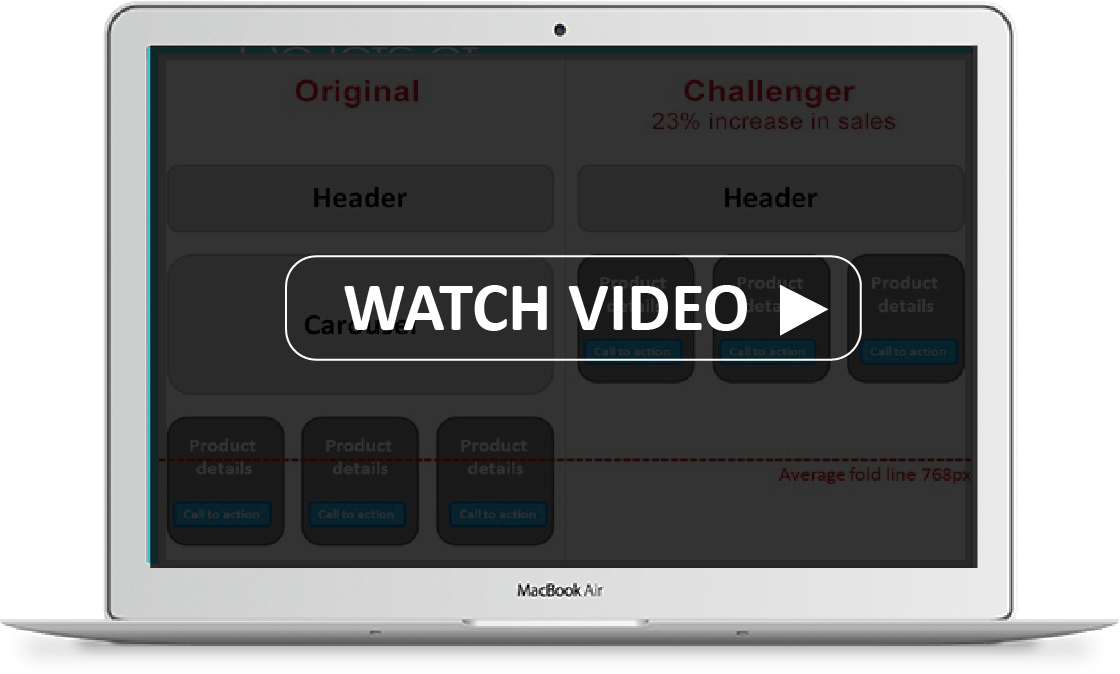 Original
Challenger
23% increase in sales
Header
Header
Carousel
Product
details
Call to action
Product
details
Call to action
Product
details
Call to action
WATCH VIDEO
Product
details
Call to action
Product
details
Call to action
Product
details
Call to action
Average fold line 768px
MacBook Air